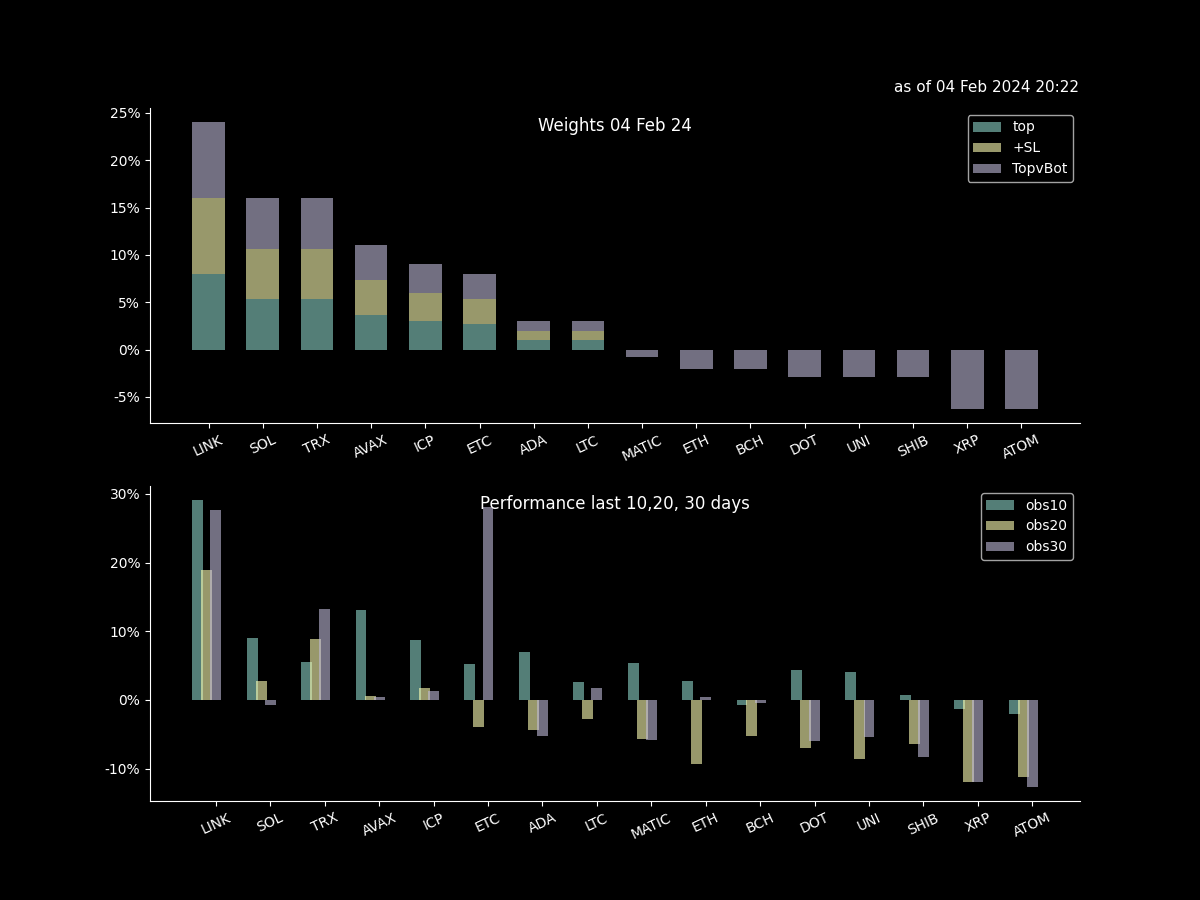 as of 04 Feb 2024 20:22
Weights 04 Feb 24
top
+SL
TopvBot
25%
20%
15%
10%
5%
0%
-5%
LINK SOL TRX AVAX ICP ETC ADA LTC MATIC ETH BCH DOT UNI SHIB XRP ATOM
Performance last 10,20, 30 days
obs10
obs20
obs30
30%
20%
10%
0%
-10%
LINK SOL TRX AVAX ICP ETC ADA LTC MATIC ETH BCH DOT UNI SHIB XRP ATOM